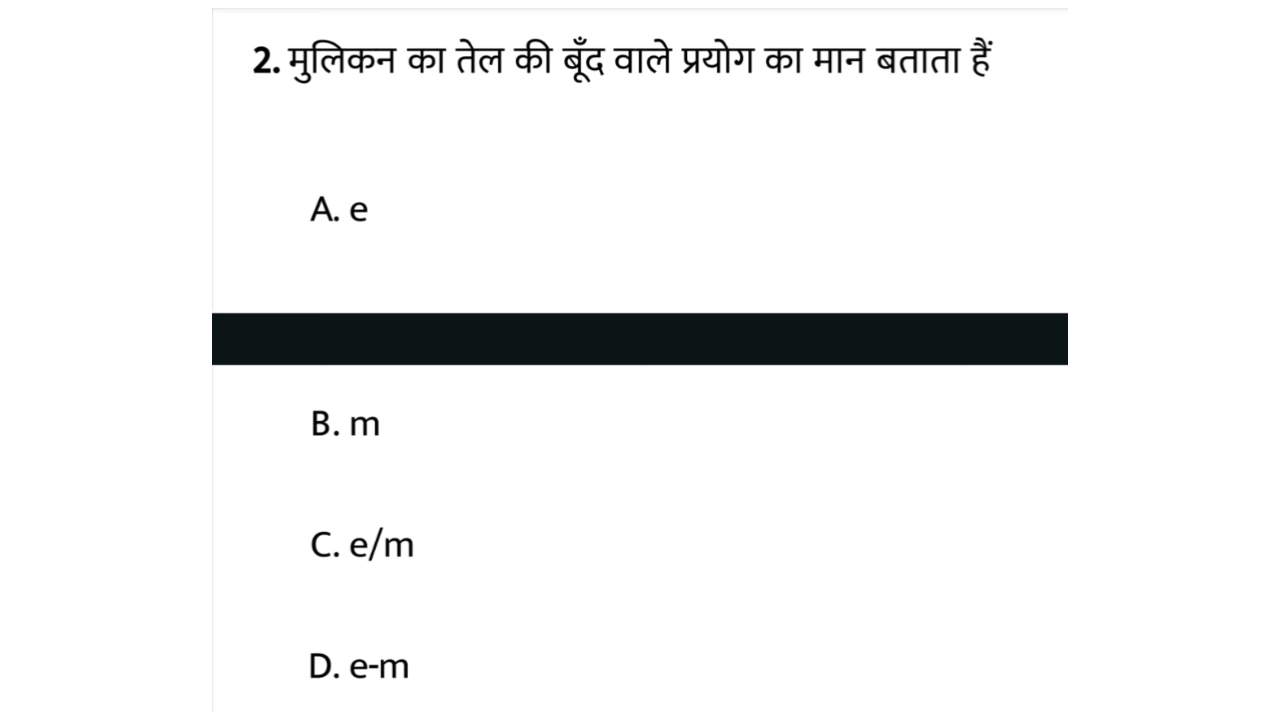 2. मुलिकन का तेल की बूँद वाले प्रयोग का मान बताता हैं
A. e
B. m
C. e/m
D. e-m